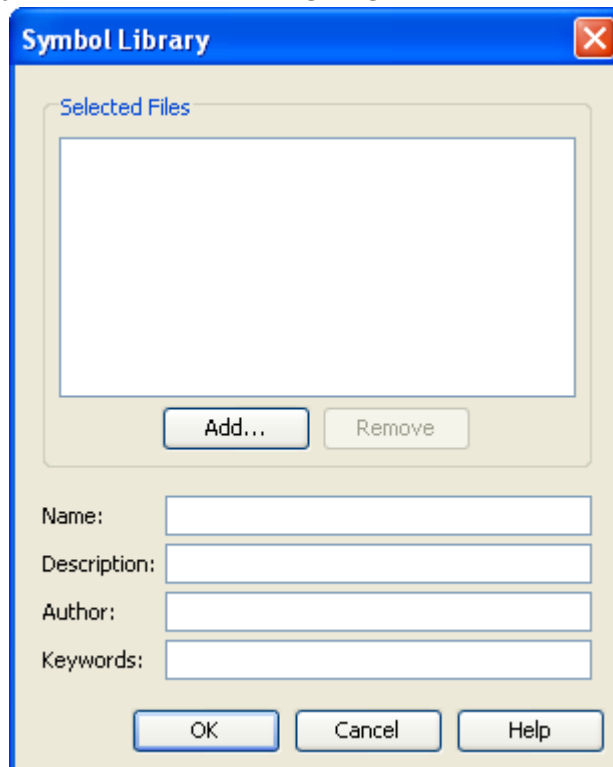 Symbol Library
Selected Files
Add... Remove
Name:
Description:
Author:
Keywords:
OK Cancel Help